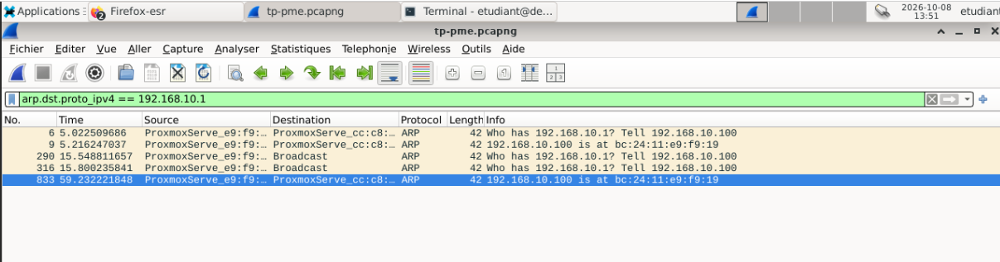 Applications Firefox-esr tp-pme.pcapng Terminal - etudiant@de... 2026-10-08
13:51 etudiant
tp-pme.pcapng
Fichier Editer Vue Aller Capture Analyser Statistiques Telephonie Wireless Outils Aide
arp.dst.proto_ipv4 == 192.168.10.1
No. Time Source Destination Protocol Length Info
6 5.022509686 ProxmoxServe_e9:f9:… ProxmoxServe_cc:c8:… ARP 42 Who has 192.168.10.1? Tell 192.168.10.100
9 5.216247037 ProxmoxServe_e9:f9:… ProxmoxServe_cc:c8:… ARP 42 192.168.10.100 is at bc:24:11:e9:f9:19
290 15.548811657 ProxmoxServe_e9:f9:… Broadcast ARP 42 Who has 192.168.10.1? Tell 192.168.10.100
316 15.800235841 ProxmoxServe_e9:f9:… Broadcast ARP 42 Who has 192.168.10.1? Tell 192.168.10.100
833 59.232221848 ProxmoxServe_e9:f9:… ProxmoxServe_cc:c8:… ARP 42 192.168.10.100 is at bc:24:11:e9:f9:19